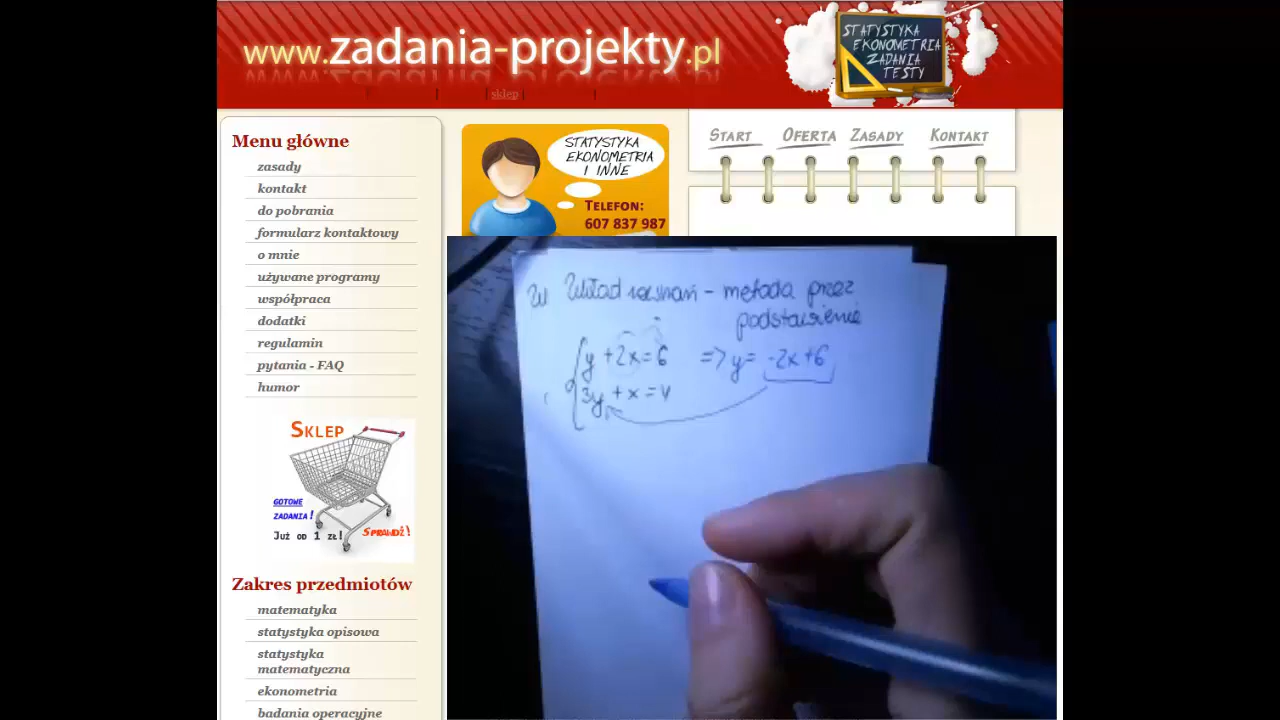 www.zadania-projekty.pl
sklep
STATYSTYKA
EKONOMETRIA
ZADANIA
TESTY
Menu główne
zasady
kontakt
do pobrania
formularz kontaktowy
o mnie
używane programy
współpraca
dodatki
regulamin
pytania - FAQ
humor
SKLEP
GOTOWE
ZADANIA!
JUŻ OD 1 ZŁ!
SPRAWDŹ!
Zakres przedmiotów
matematyka
statystyka opisowa
statystyka
matematyczna
ekonometria
badania operacyjne
STATYSTYKA
EKONOMETRIA
I INNE
TELEFON:
607 837 987
START OFERTA ZASADY KONTAKT
Układ równań - metoda przez
podstawienie
y + 2x = 6 => y = -2x + 6
3y + x = 4